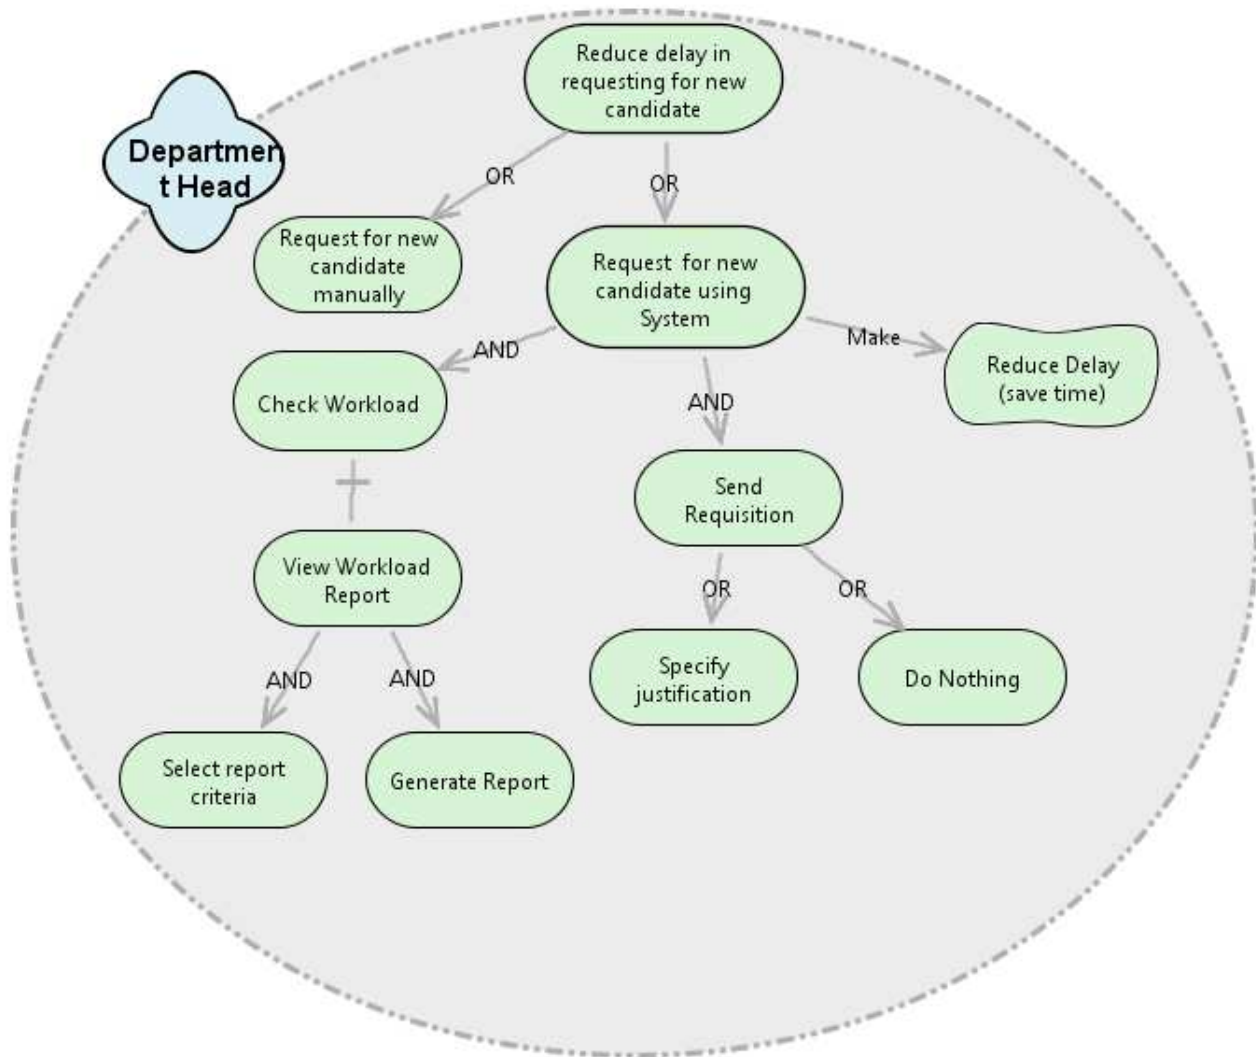 Reduce delay in
requesting for new
candidate
Departmen
t Head
OR
OR
Request for new
candidate
manually
Request for new
candidate using
System
AND
Make
Reduce Delay
(save time)
Check Workload
AND
Send
Requisition
View Workload
Report
OR
OR
Specify
justification
Do Nothing
AND
AND
Select report
criteria
Generate Report